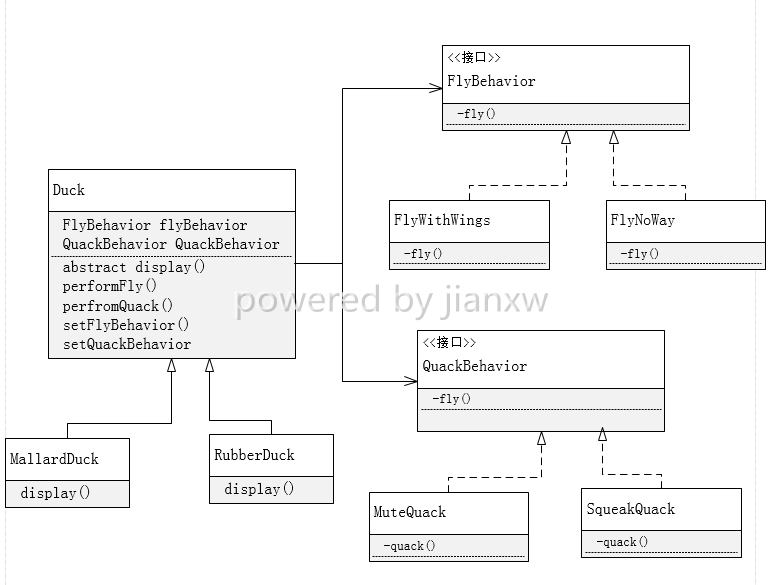 <<接口>>
FlyBehavior
-fly()
Duck
FlyBehavior flyBehavior
QuackBehavior QuackBehavior
abstract display()
performFly()
perfromQuack()
setFlyBehavior()
setQuackBehavior
FlyWithWings
-fly()
FlyNoWay
-fly()
powered by jianxw
<<接口>>
QuackBehavior
-fly()
MallardDuck
display()
RubberDuck
display()
MuteQuack
-quack()
SqueakQuack
-quack()